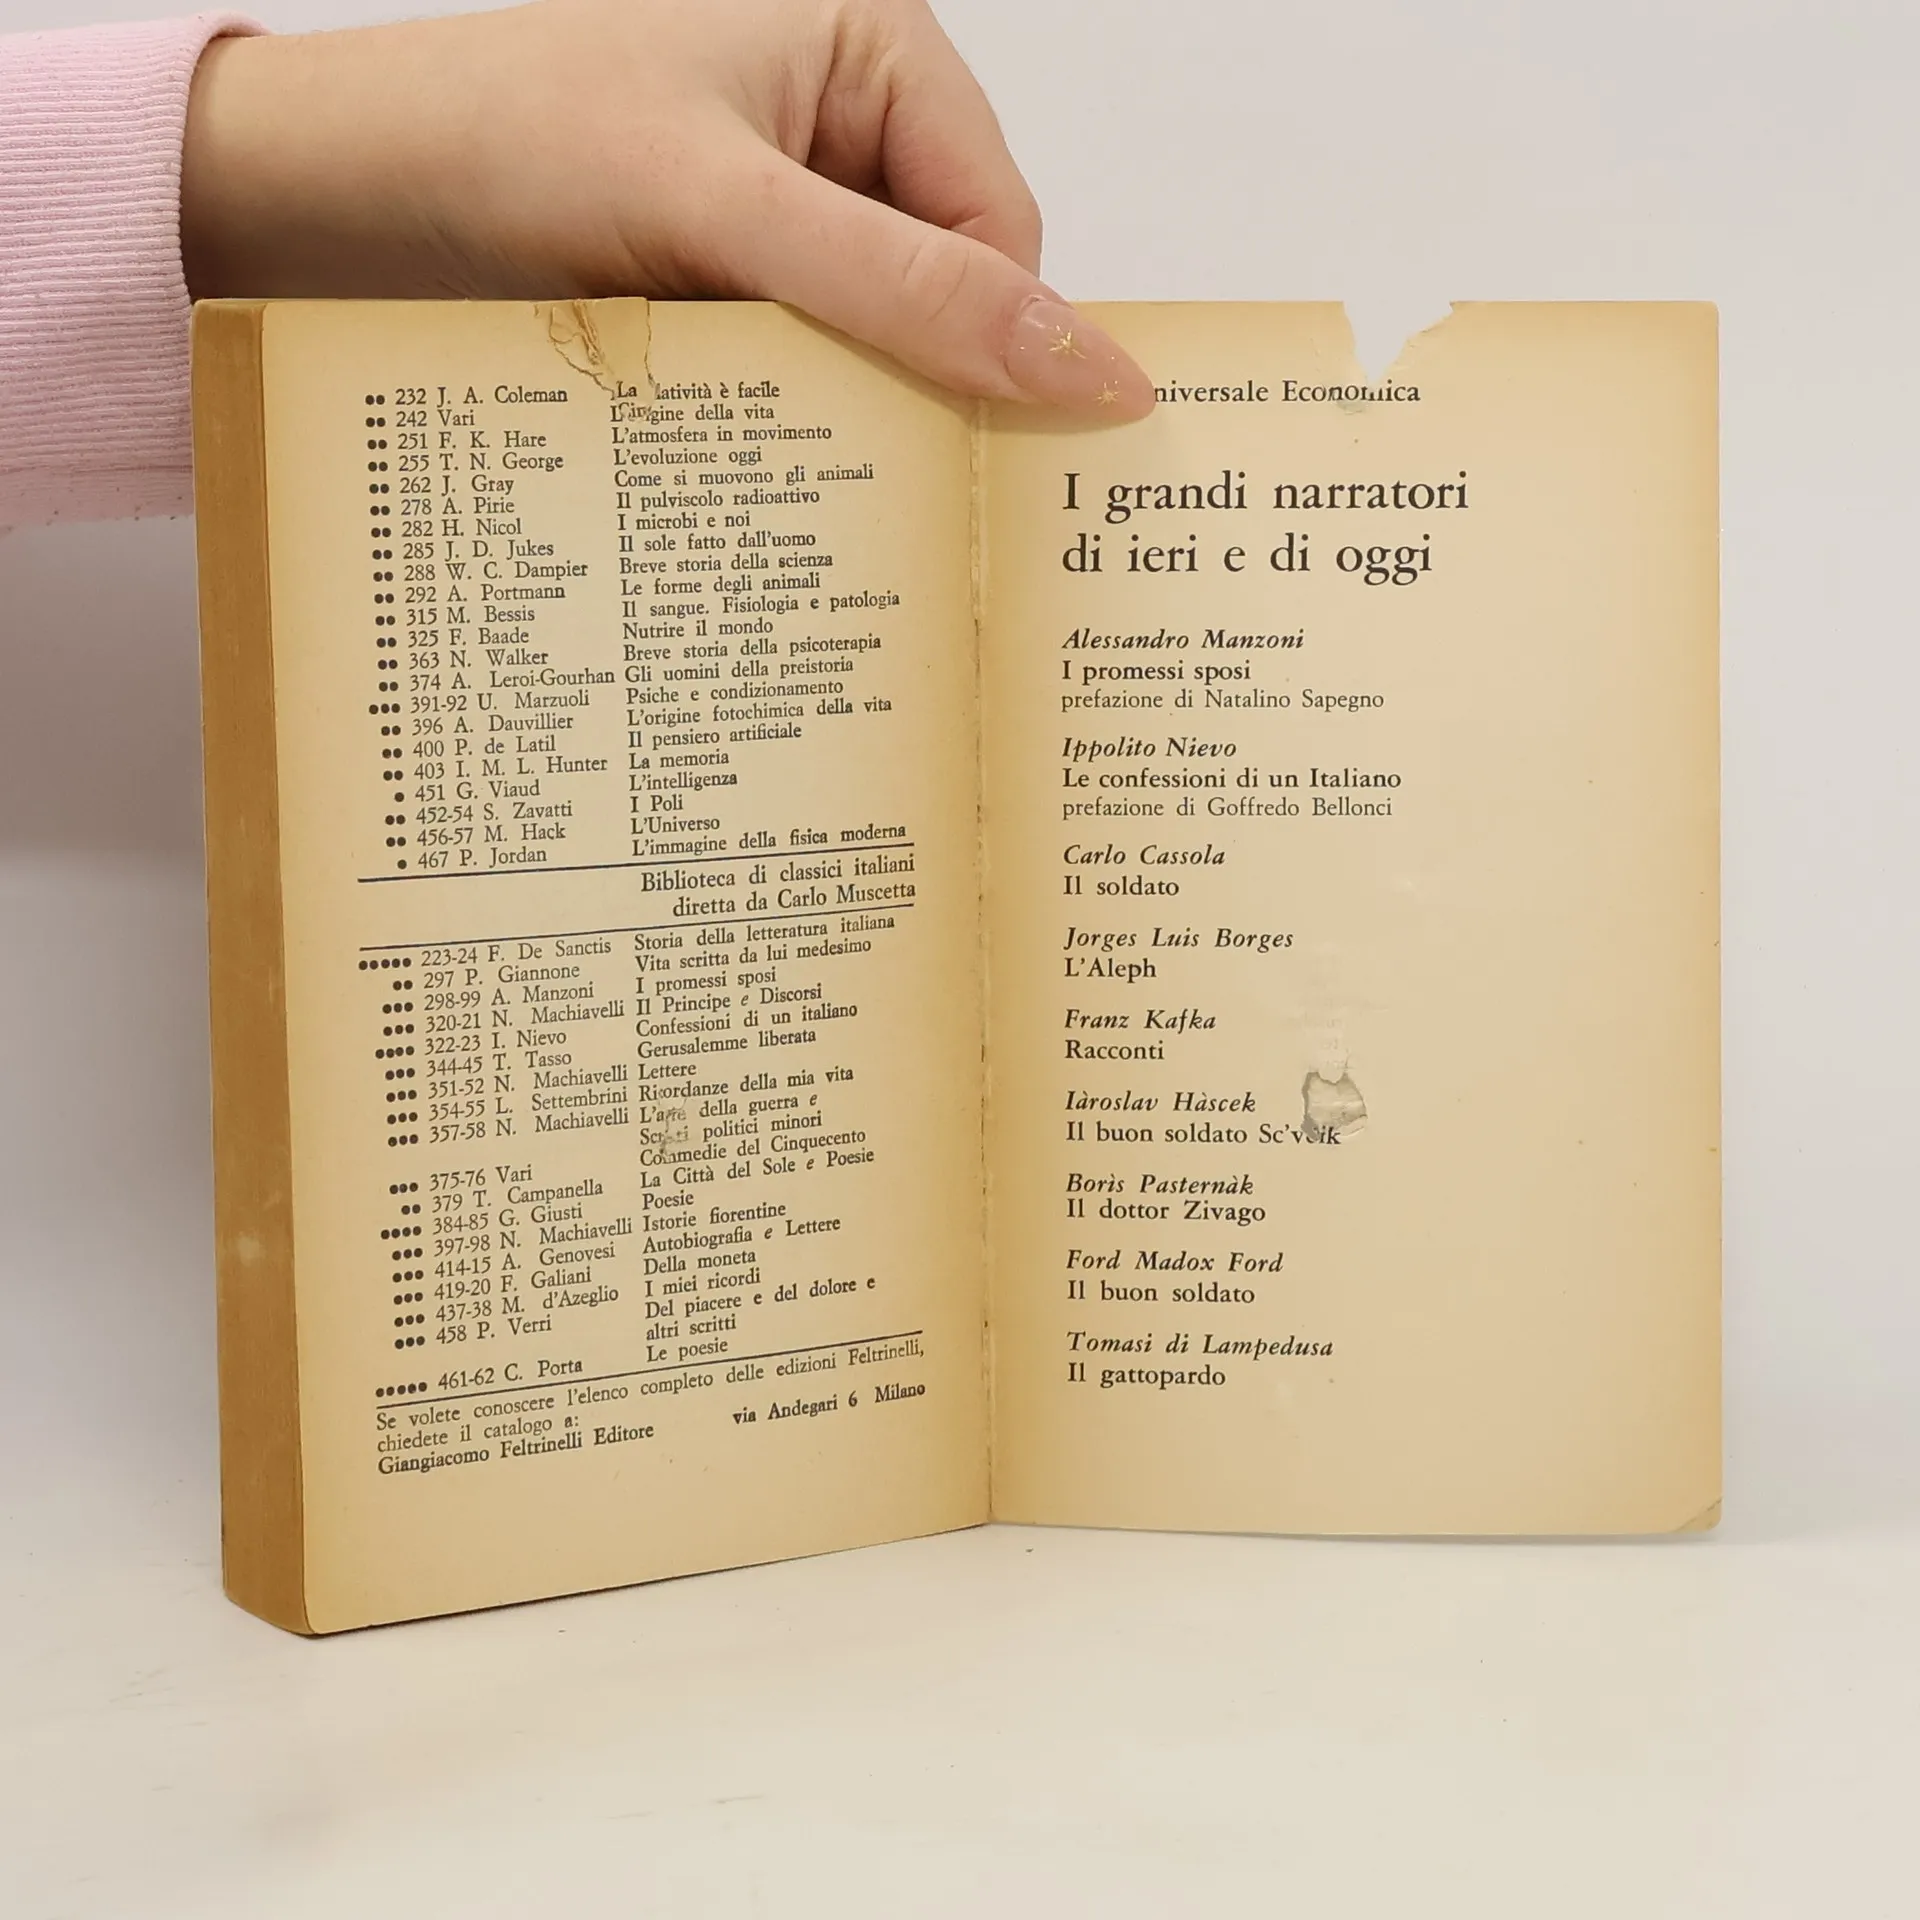 ●● 232 J. A. Coleman La latività è facile
●● 242 Vari L'origine della vita
●● 251 F. K. Hare L'atmosfera in movimento
●● 255 T. N. George L'evoluzione oggi
●● 262 J. Gray Come si muovono gli animali
●● 278 A. Pirie Il pulviscolo radioattivo
●● 282 H. Nicol I microbi e noi
●● 285 J. D. Jukes Il sole fatto dall'uomo
●● 288 W. C. Dampier Breve storia della scienza
●● 292 A. Portmann Le forme degli animali
●● 315 M. Bessis Il sangue. Fisiologia e patologia
●● 325 F. Baade Nutrire il mondo
●● 363 N. Walker Breve storia della psicoterapia
●● 374 A. Leroi-Gourhan Gli uomini della preistoria
●●● 391-92 U. Marzuoli Psiche e condizionamento
●● 396 A. Dauvillier L'origine fotochimica della vita
●● 400 P. de Latil Il pensiero artificiale
●● 403 I. M. L. Hunter La memoria
● 451 G. Viaud L'intelligenza
●● 452-54 S. Zavatti I Poli
●● 456-57 M. Hack L'Universo
● 467 P. Jordan L'immagine della fisica moderna
Biblioteca di classici italiani
diretta da Carlo Muscetta
●●●●● 223-24 F. De Sanctis Storia della letteratura italiana
●● 297 P. Giannone Vita scritta da lui medesimo
●●● 298-99 A. Manzoni I promessi sposi
●●● 320-21 N. Machiavelli Il Principe e Discorsi
●●●● 322-23 I. Nievo Confessioni di un italiano
●●● 344-45 T. Tasso Gerusalemme liberata
●●● 351-52 N. Machiavelli Lettere
●●● 354-55 L. Settembrini Ricordanze della mia vita
●●● 357-58 N. Machiavelli L'arte della guerra e
politici minori
●●● 375-76 Vari Commedie del Cinquecento
●● 379 T. Campanella La Città del Sole e Poesie
●●●● 384-85 G. Giusti Poesie
●●● 397-98 N. Machiavelli Istorie fiorentine
●●● 414-15 A. Genovesi Autobiografia e Lettere
●●● 419-20 F. Galiani Della moneta
●●● 437-38 M. d'Azeglio I miei ricordi
●●● 458 P. Verri Del piacere e del dolore e
altri scritti
●●●●● 461-62 C. Porta Le poesie
Se volete conoscere l'elenco completo delle edizioni Feltrinelli,
chiedete il catalogo a:
Giangiacomo Feltrinelli Editore via Andegari 6 Milano
niversale Economica
I grandi narratori
di ieri e di oggi
Alessandro Manzoni
I promessi sposi
prefazione di Natalino Sapegno
Ippolito Nievo
Le confessioni di un Italiano
prefazione di Goffredo Bellonci
Carlo Cassola
Il soldato
Jorges Luis Borges
L'Aleph
Franz Kafka
Racconti
Iàroslav Hàscek
Il buon soldato Sc'vèik
Borìs Pasternàk
Il dottor Zivago
Ford Madox Ford
Il buon soldato
Tomasi di Lampedusa
Il gattopardo